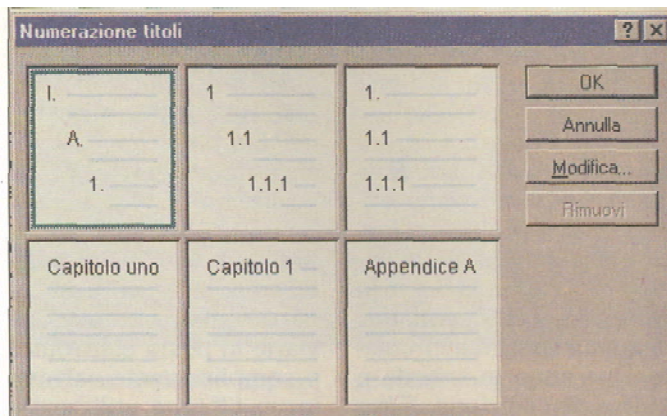 Numerazione titoli
I.
A.
1.
1
1.1
1.1.1
1.
1.1
1.1.1
Capitolo uno
Capitolo 1
Appendice A
OK
Annulla
Modifica...
Rimuovi